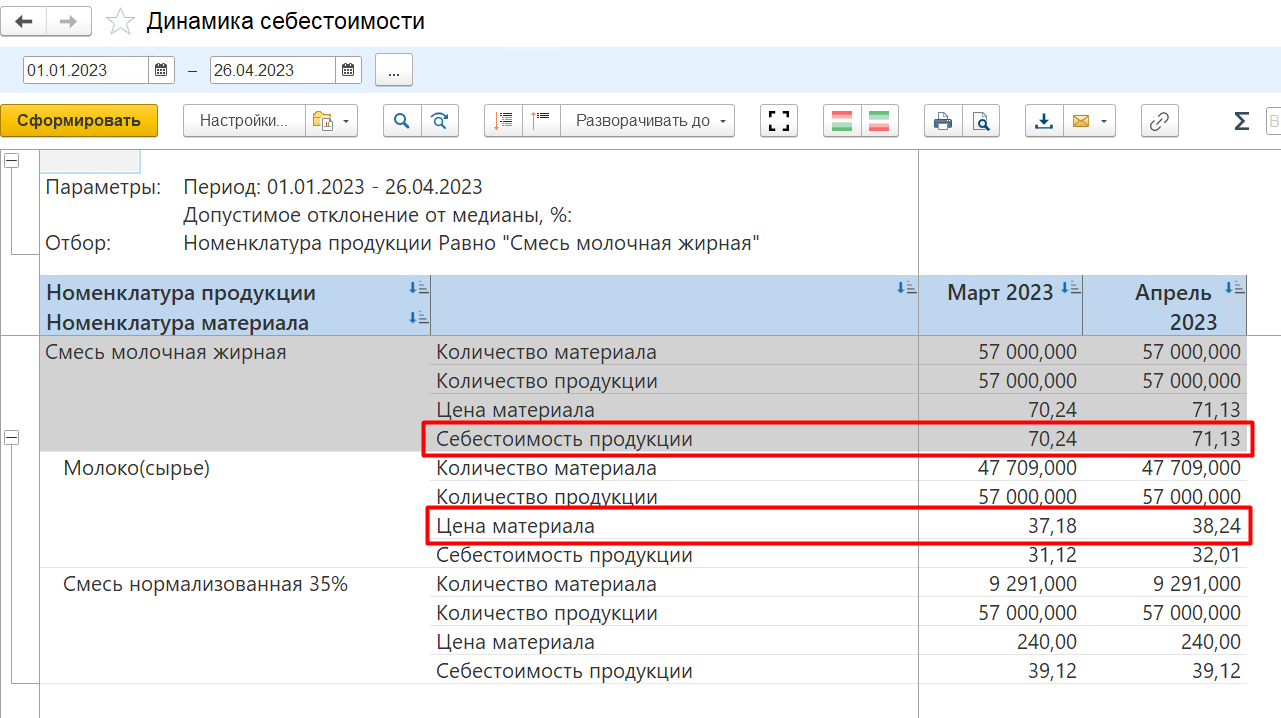 Динамика себестоимости
01.01.2023 – 26.04.2023 ...
Сформировать Настройки... Разворачивать до Σ В
Параметры: Период: 01.01.2023 - 26.04.2023
Допустимое отклонение от медианы, %:
Отбор: Номенклатура продукции Равно "Смесь молочная жирная"
Номенклатура продукции Март 2023 Апрель
Номенклатура материала 2023
Смесь молочная жирная Количество материала 57 000,000 57 000,000
Количество продукции 57 000,000 57 000,000
Цена материала 70,24 71,13
Себестоимость продукции 70,24 71,13
Молоко(сырье) Количество материала 47 709,000 47 709,000
Количество продукции 57 000,000 57 000,000
Цена материала 37,18 38,24
Себестоимость продукции 31,12 32,01
Смесь нормализованная 35% Количество материала 9 291,000 9 291,000
Количество продукции 57 000,000 57 000,000
Цена материала 240,00 240,00
Себестоимость продукции 39,12 39,12